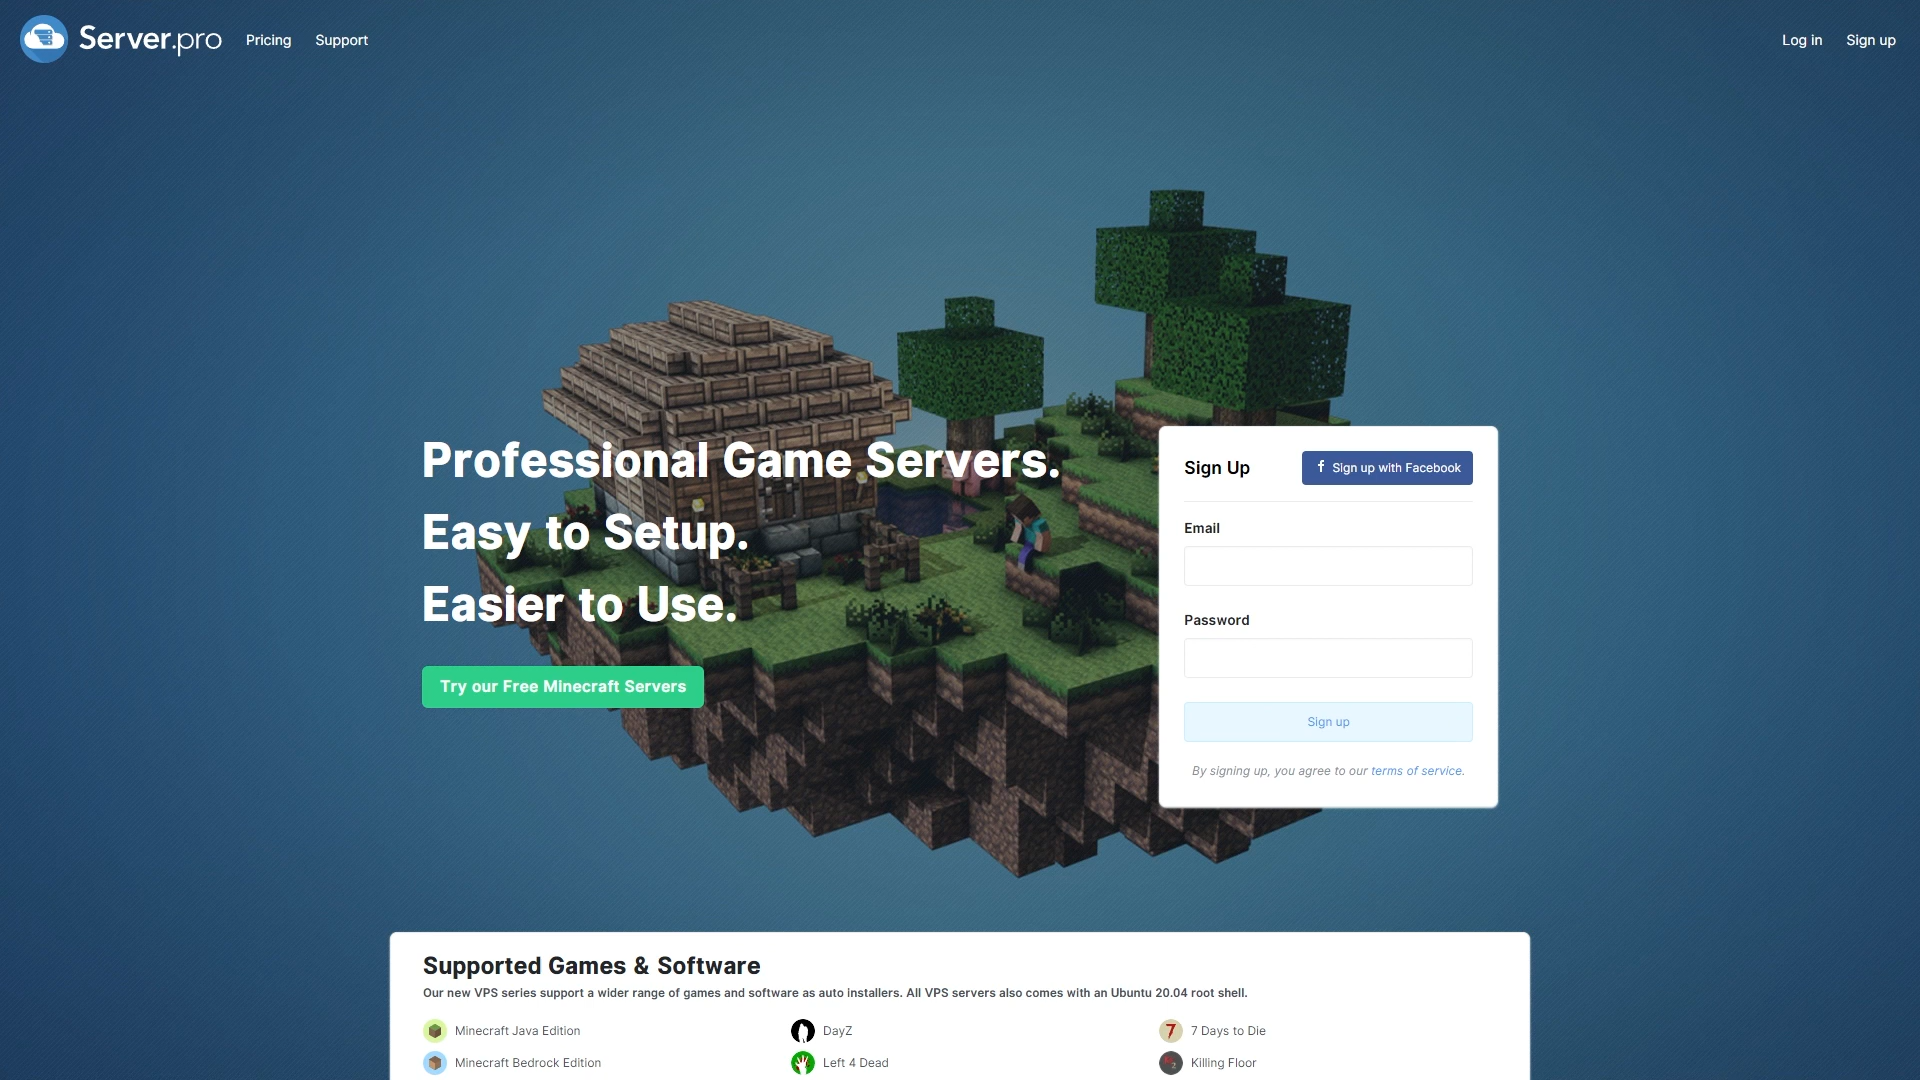 Server.pro
Pricing
Support
Log in
Sign up
Professional Game Servers.
Easy to Setup.
Easier to Use.
Try our Free Minecraft Servers
Sign Up
f Sign up with Facebook
Email
Password
Sign up
By signing up, you agree to our terms of service.
Supported Games & Software
Our new VPS series support a wider range of games and software as auto installers. All VPS servers also comes with an Ubuntu 20.04 root shell.
Minecraft Java Edition
DayZ
7 7 Days to Die
Minecraft Bedrock Edition
Left 4 Dead
Killing Floor